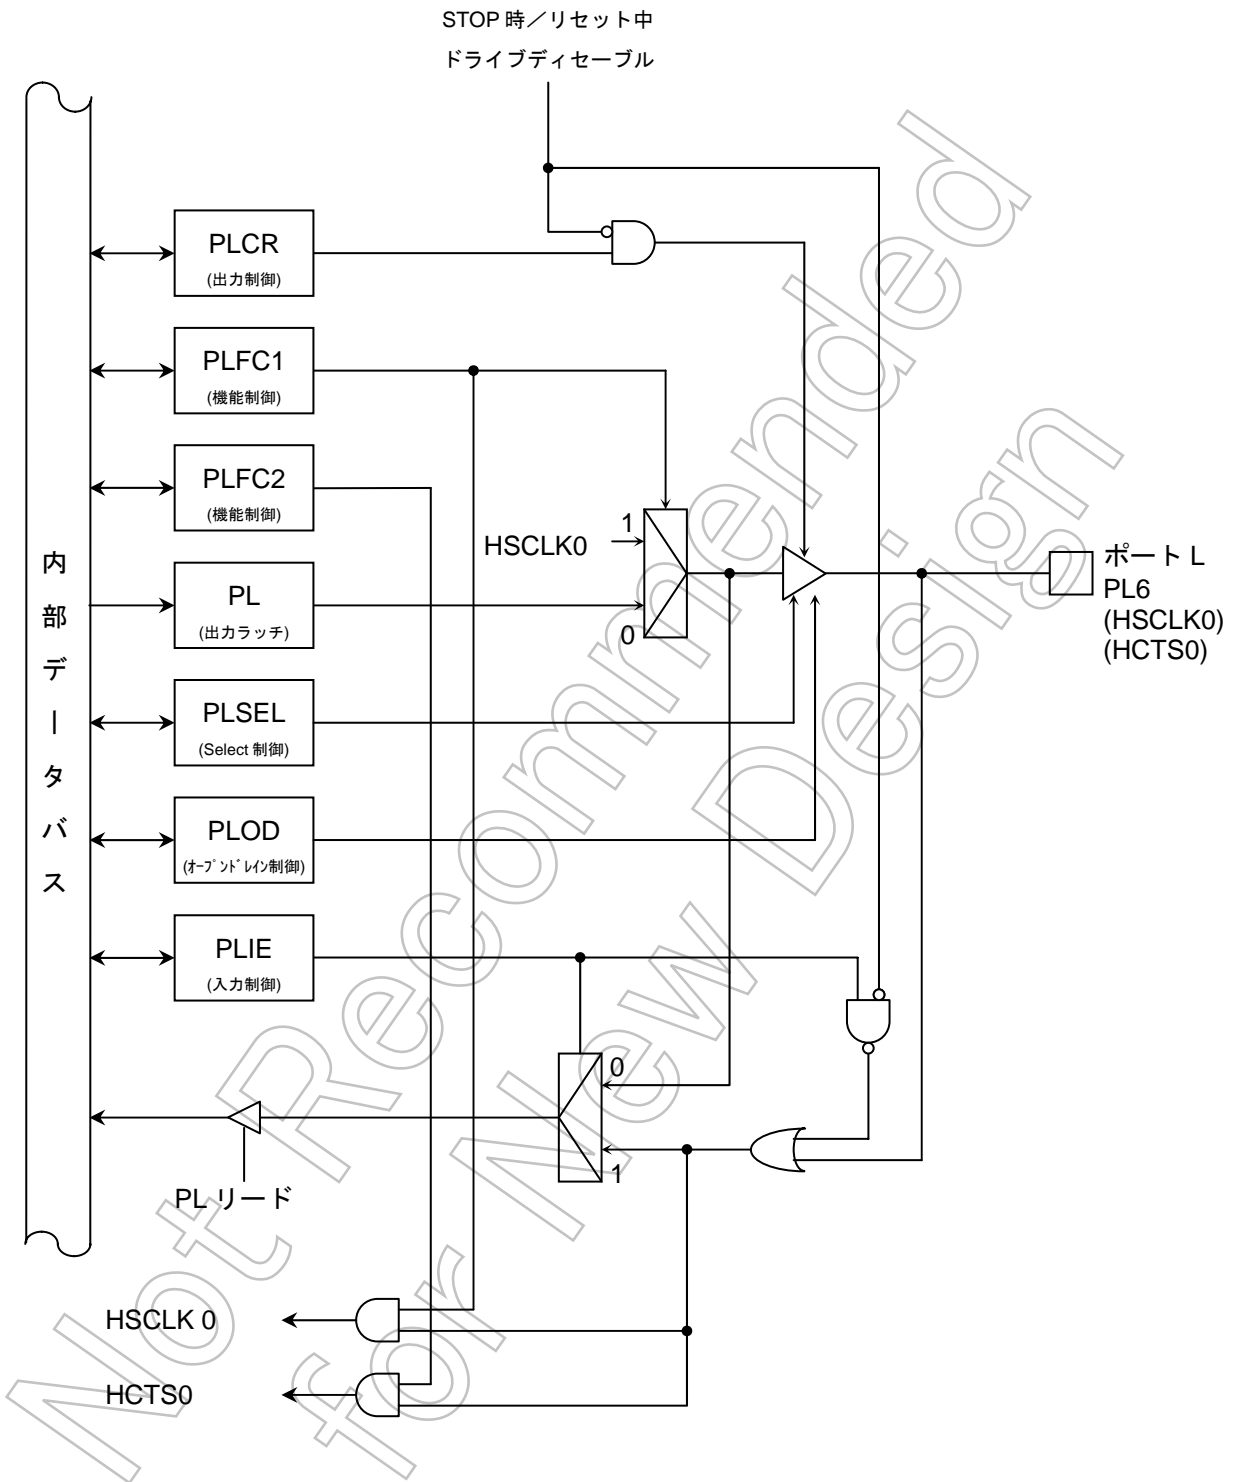 STOP 時／リセット中
ドライブディセーブル
PLCR
(出力制御)
PLFC1
(機能制御)
PLFC2
(機能制御)
内部データバス
1
HSCLK0
PL
(出力ラッチ)
0
ポート L
PL6
(HSCLK0)
(HCTS0)
PLSEL
(Select 制御)
PLOD
(ｵｰﾌﾟﾝﾄﾞﾚｲﾝ制御)
PLIE
(入力制御)
0
1
PL リード
HSCLK 0
HCTS0
Not Recommended
for New Design